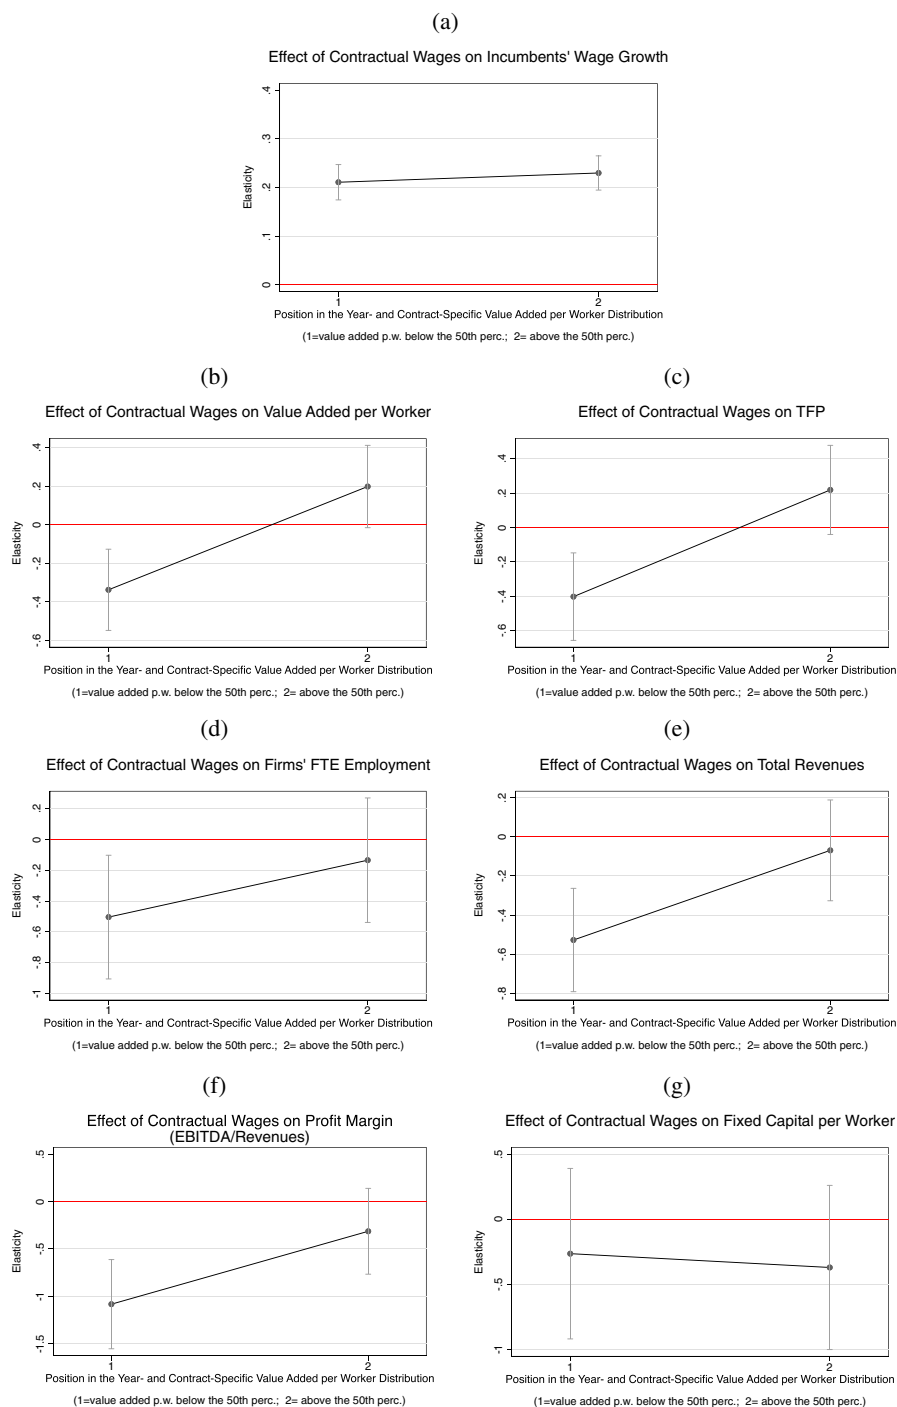 (a)
Effect of Contractual Wages on Incumbents' Wage Growth
Elasticity
.4
.3
.2
.1
0
1 2
Position in the Year- and Contract-Specific Value Added per Worker Distribution
(1=value added p.w. below the 50th perc.; 2= above the 50th perc.)
(b)
Effect of Contractual Wages on Value Added per Worker
Elasticity
.4
.2
0
-.2
-.4
-.6
1 2
Position in the Year- and Contract-Specific Value Added per Worker Distribution
(1=value added p.w. below the 50th perc.; 2= above the 50th perc.)
(c)
Effect of Contractual Wages on TFP
Elasticity
.4
.2
0
-.2
-.4
-.6
1 2
Position in the Year- and Contract-Specific Value Added per Worker Distribution
(1=value added p.w. below the 50th perc.; 2= above the 50th perc.)
(d)
Effect of Contractual Wages on Firms' FTE Employment
Elasticity
.2
0
-.2
-.4
-.6
-.8
-1
1 2
Position in the Year- and Contract-Specific Value Added per Worker Distribution
(1=value added p.w. below the 50th perc.; 2= above the 50th perc.)
(e)
Effect of Contractual Wages on Total Revenues
Elasticity
.2
0
-.2
-.4
-.6
-.8
1 2
Position in the Year- and Contract-Specific Value Added per Worker Distribution
(1=value added p.w. below the 50th perc.; 2= above the 50th perc.)
(f)
Effect of Contractual Wages on Profit Margin
(EBITDA/Revenues)
Elasticity
.5
0
-.5
-1
-1.5
1 2
Position in the Year- and Contract-Specific Value Added per Worker Distribution
(1=value added p.w. below the 50th perc.; 2= above the 50th perc.)
(g)
Effect of Contractual Wages on Fixed Capital per Worker
Elasticity
.5
0
-.5
-1
1 2
Position in the Year- and Contract-Specific Value Added per Worker Distribution
(1=value added p.w. below the 50th perc.; 2= above the 50th perc.)